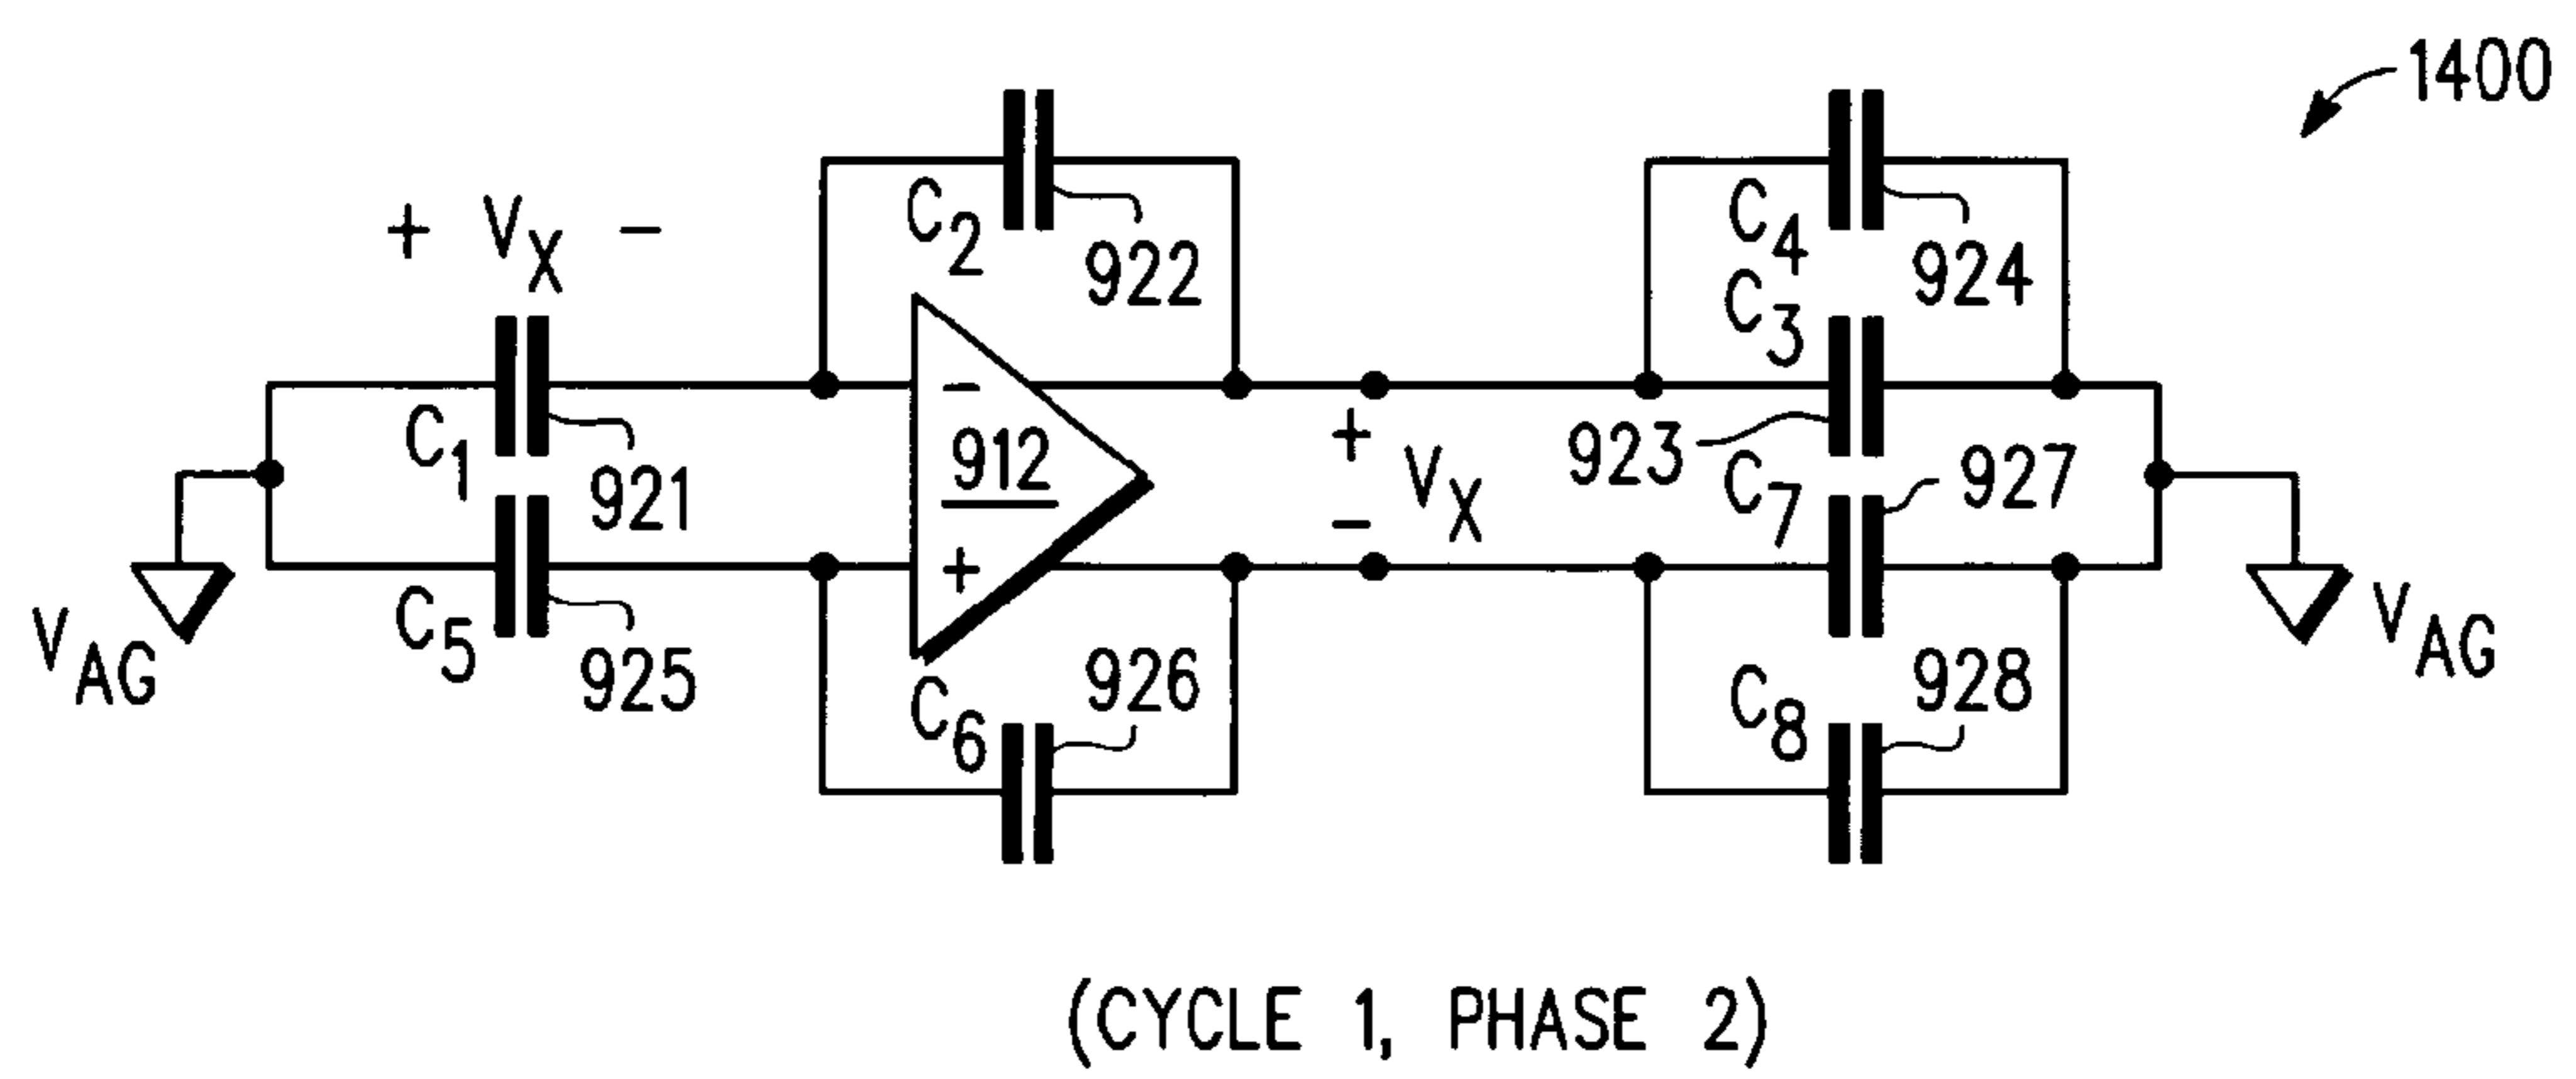 1400
+ VX -
C2
922
C4
924
C3
-
912
+
C1
921
923
+
VX
-
C7
927
C5
925
C6
926
C8
928
VAG
VAG
(CYCLE 1, PHASE 2)